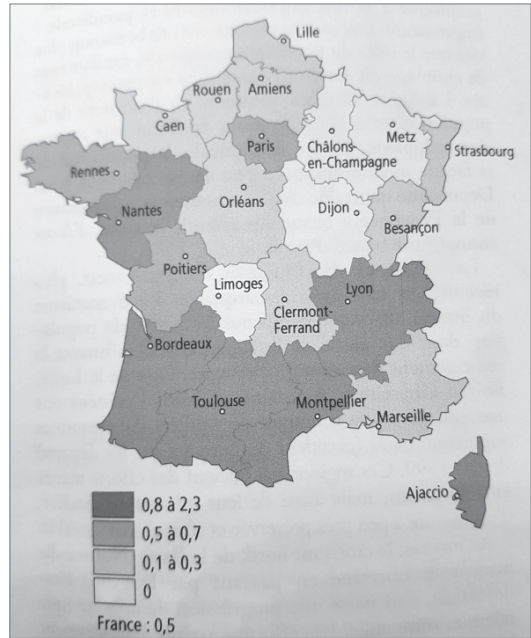 Lille
Rouen
Amiens
Caen
Paris
Châlons-
en-Champagne
Metz
Strasbourg
Rennes
Nantes
Orléans
Dijon
Besançon
Poitiers
Limoges
Clermont-
Ferrand
Lyon
Bordeaux
Toulouse
Montpellier
Marseille
Ajaccio
0,8 à 2,3
0,5 à 0,7
0,1 à 0,3
0
France : 0,5